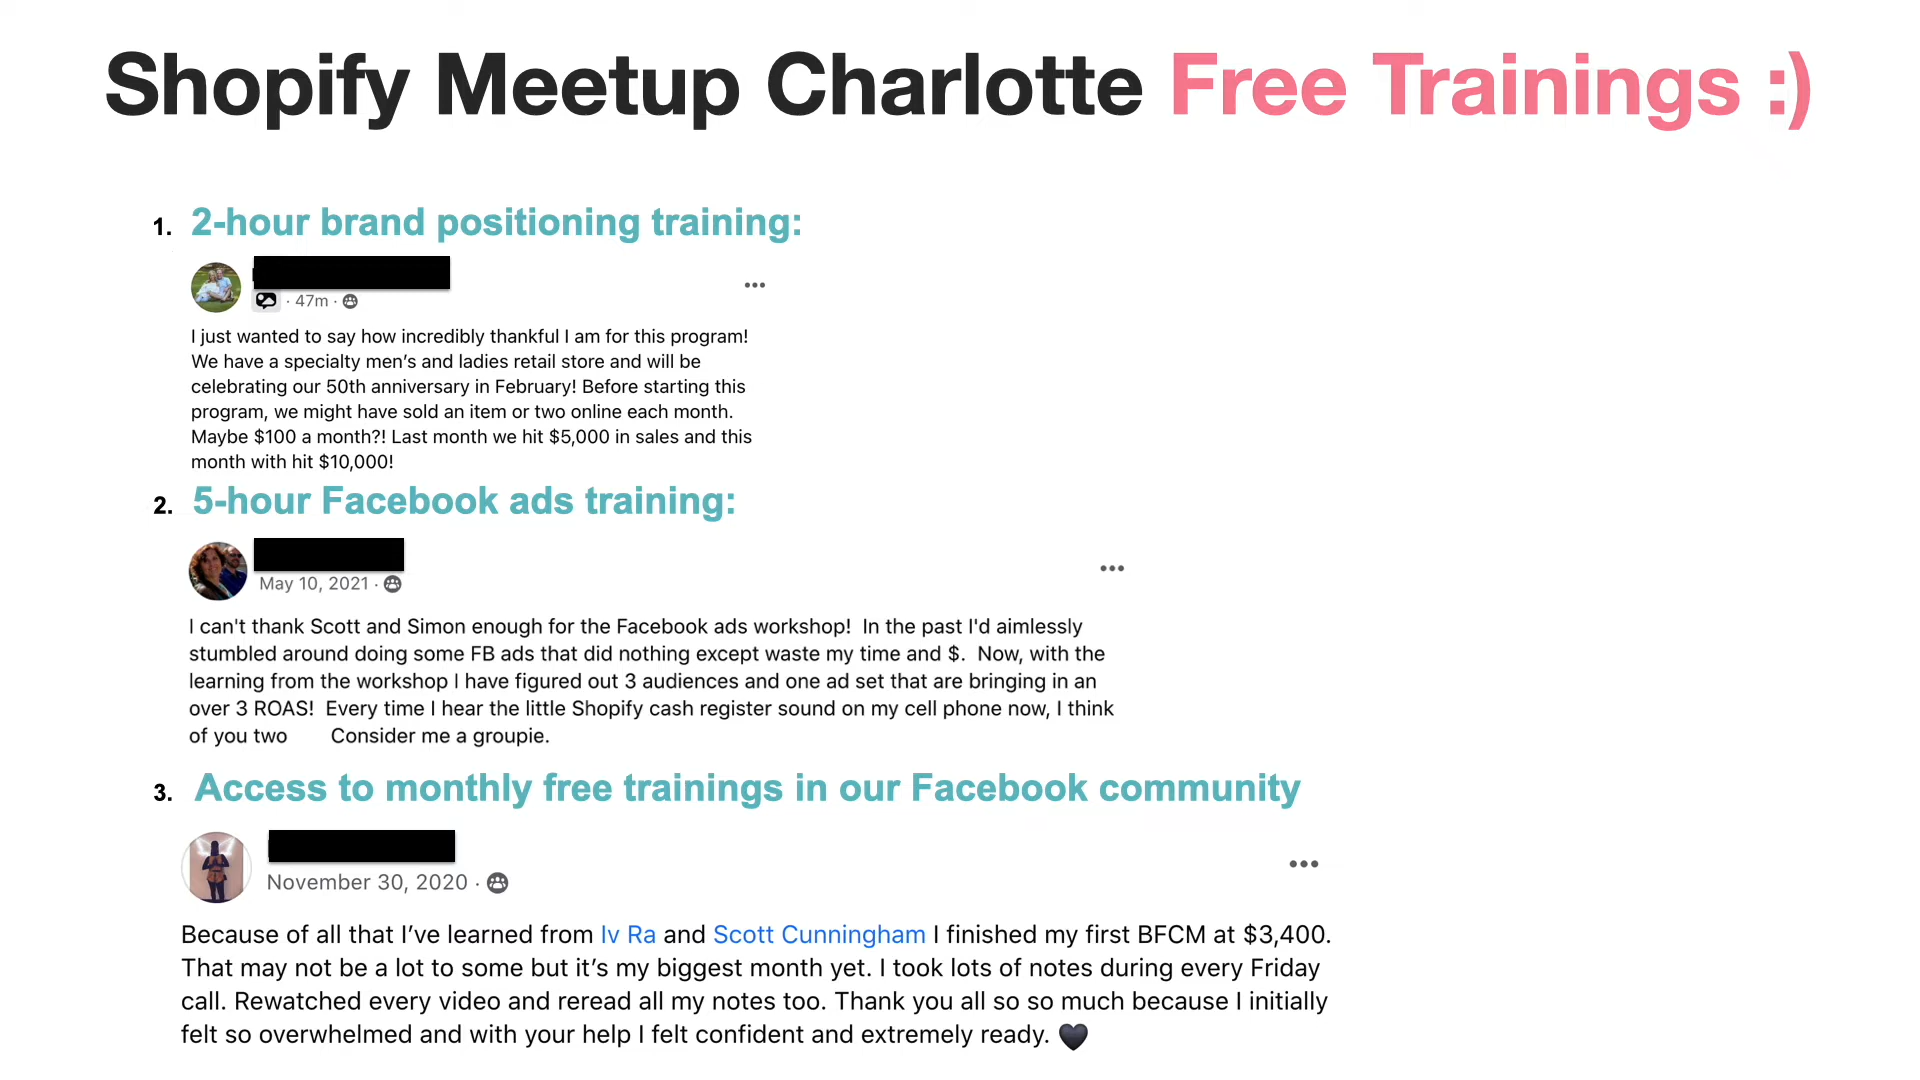 Shopify Meetup Charlotte Free Trainings :)
1. 2-hour brand positioning training:
· 47m ·
I just wanted to say how incredibly thankful I am for this program!
We have a specialty men’s and ladies retail store and will be
celebrating our 50th anniversary in February! Before starting this
program, we might have sold an item or two online each month.
Maybe $100 a month?! Last month we hit $5,000 in sales and this
month with hit $10,000!
2. 5-hour Facebook ads training:
May 10, 2021 ·
I can't thank Scott and Simon enough for the Facebook ads workshop!  In the past I'd aimlessly
stumbled around doing some FB ads that did nothing except waste my time and $.  Now, with the
learning from the workshop I have figured out 3 audiences and one ad set that are bringing in an
over 3 ROAS!  Every time I hear the little Shopify cash register sound on my cell phone now, I think
of you two Consider me a groupie.
3. Access to monthly free trainings in our Facebook community
November 30, 2020 ·
Because of all that I’ve learned from Iv Ra and Scott Cunningham I finished my first BFCM at $3,400.
That may not be a lot to some but it’s my biggest month yet. I took lots of notes during every Friday
call. Rewatched every video and reread all my notes too. Thank you all so so much because I initially
felt so overwhelmed and with your help I felt confident and extremely ready. 🖤